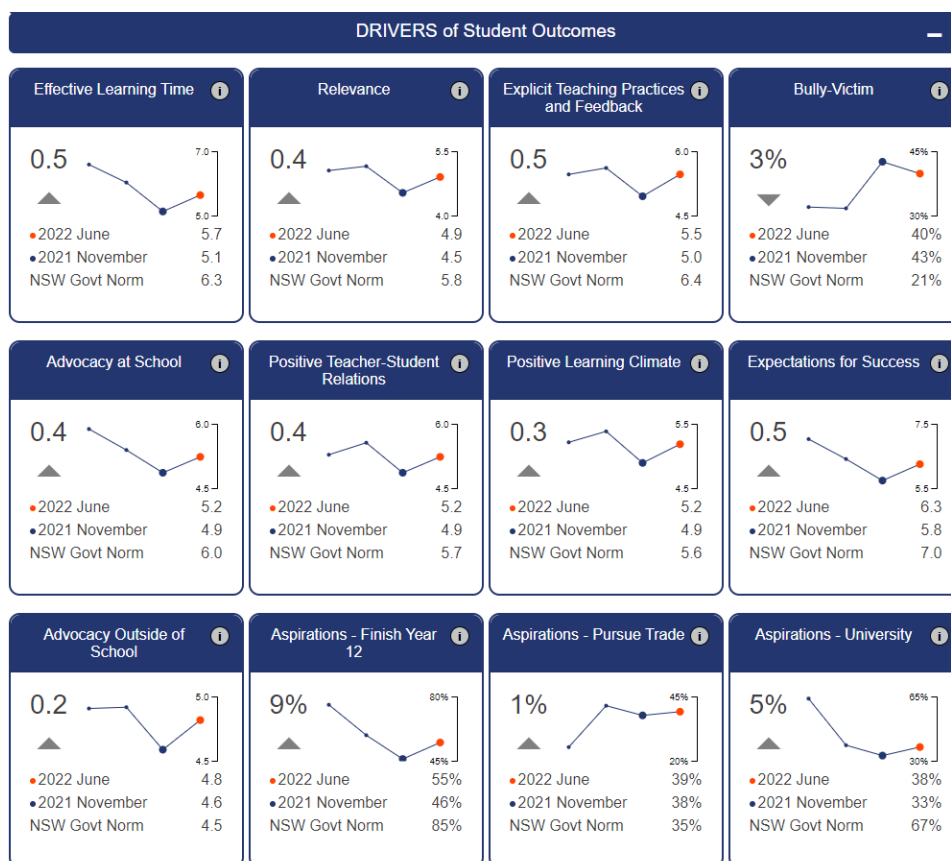 DRIVERS of Student Outcomes
Effective Learning Time i
0.5
7.0
5.0
2022 June 5.7
2021 November 5.1
NSW Govt Norm 6.3
Relevance i
0.4
5.5
4.0
2022 June 4.9
2021 November 4.5
NSW Govt Norm 5.8
Explicit Teaching Practices i
and Feedback
0.5
6.0
4.5
2022 June 5.5
2021 November 5.0
NSW Govt Norm 6.4
Bully-Victim i
3%
45%
30%
2022 June 40%
2021 November 43%
NSW Govt Norm 21%
Advocacy at School i
0.4
6.0
4.5
2022 June 5.2
2021 November 4.9
NSW Govt Norm 6.0
Positive Teacher-Student i
Relations
0.4
6.0
4.5
2022 June 5.2
2021 November 4.9
NSW Govt Norm 5.7
Positive Learning Climate i
0.3
5.5
4.5
2022 June 5.2
2021 November 4.9
NSW Govt Norm 5.6
Expectations for Success i
0.5
7.5
5.5
2022 June 6.3
2021 November 5.8
NSW Govt Norm 7.0
Advocacy Outside of i
School
0.2
5.0
4.5
2022 June 4.8
2021 November 4.6
NSW Govt Norm 4.5
Aspirations - Finish Year i
12
9%
80%
45%
2022 June 55%
2021 November 46%
NSW Govt Norm 85%
Aspirations - Pursue Trade i
1%
45%
20%
2022 June 39%
2021 November 38%
NSW Govt Norm 35%
Aspirations - University i
5%
65%
30%
2022 June 38%
2021 November 33%
NSW Govt Norm 67%